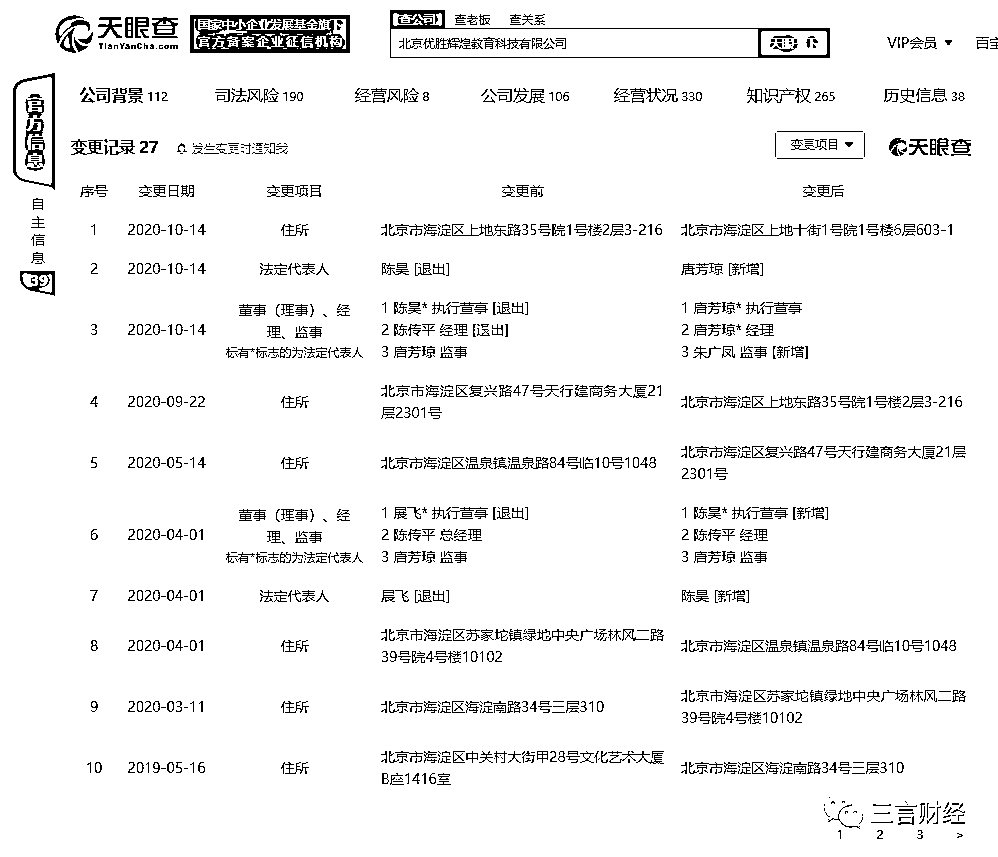 天眼查
TianYanCha.com
国家中小企业发展基金旗下
官方备案企业征信机构
查公司 查老板 查关系
北京优胜辉煌教育科技有限公司
VIP会员
公司背景 112 司法风险 190 经营风险 8 公司发展 106 经营状况 330 知识产权 265 历史信息 38
自主信息
39
变更记录 27 发生变更时通知我 变更项目 天眼查
序号 变更日期 变更项目 变更前 变更后
1 2020-10-14 住所 北京市海淀区上地东路35号院1号楼2层3-216 北京市海淀区上地十街1号院1号楼6层603-1
2 2020-10-14 法定代表人 陈昊 [退出] 唐芳琼 [新增]
董事（理事）、经 1 陈昊* 执行董事 [退出] 1 唐芳琼* 执行董事
3 2020-10-14 理、监事 2 陈传平 经理 [退出] 2 唐芳琼* 经理
标有*标志的为法定代表人 3 唐芳琼 监事 3 朱广凤 监事 [新增]
4 2020-09-22 住所 北京市海淀区复兴路47号天行建商务大厦21
层2301号 北京市海淀区上地东路35号院1号楼2层3-216
5 2020-05-14 住所 北京市海淀区温泉镇温泉路84号临10号1048 北京市海淀区复兴路47号天行建商务大厦21层
2301号
董事（理事）、经 1 展飞* 执行董事 [退出] 1 陈昊* 执行董事 [新增]
6 2020-04-01 理、监事 2 陈传平 总经理 2 陈传平 经理
标有*标志的为法定代表人 3 唐芳琼 监事 3 唐芳琼 监事
7 2020-04-01 法定代表人 展飞 [退出] 陈昊 [新增]
8 2020-04-01 住所 北京市海淀区苏家坨镇绿地中央广场林风二路
39号院4号楼10102 北京市海淀区温泉镇温泉路84号临10号1048
9 2020-03-11 住所 北京市海淀区海淀南路34号三层310 北京市海淀区苏家坨镇绿地中央广场林风二路
39号院4号楼10102
10 2019-05-16 住所 北京市海淀区中关村大街甲28号文化艺术大厦
B座1416室 北京市海淀区海淀南路34号三层310
三言财经
1 2 3 >